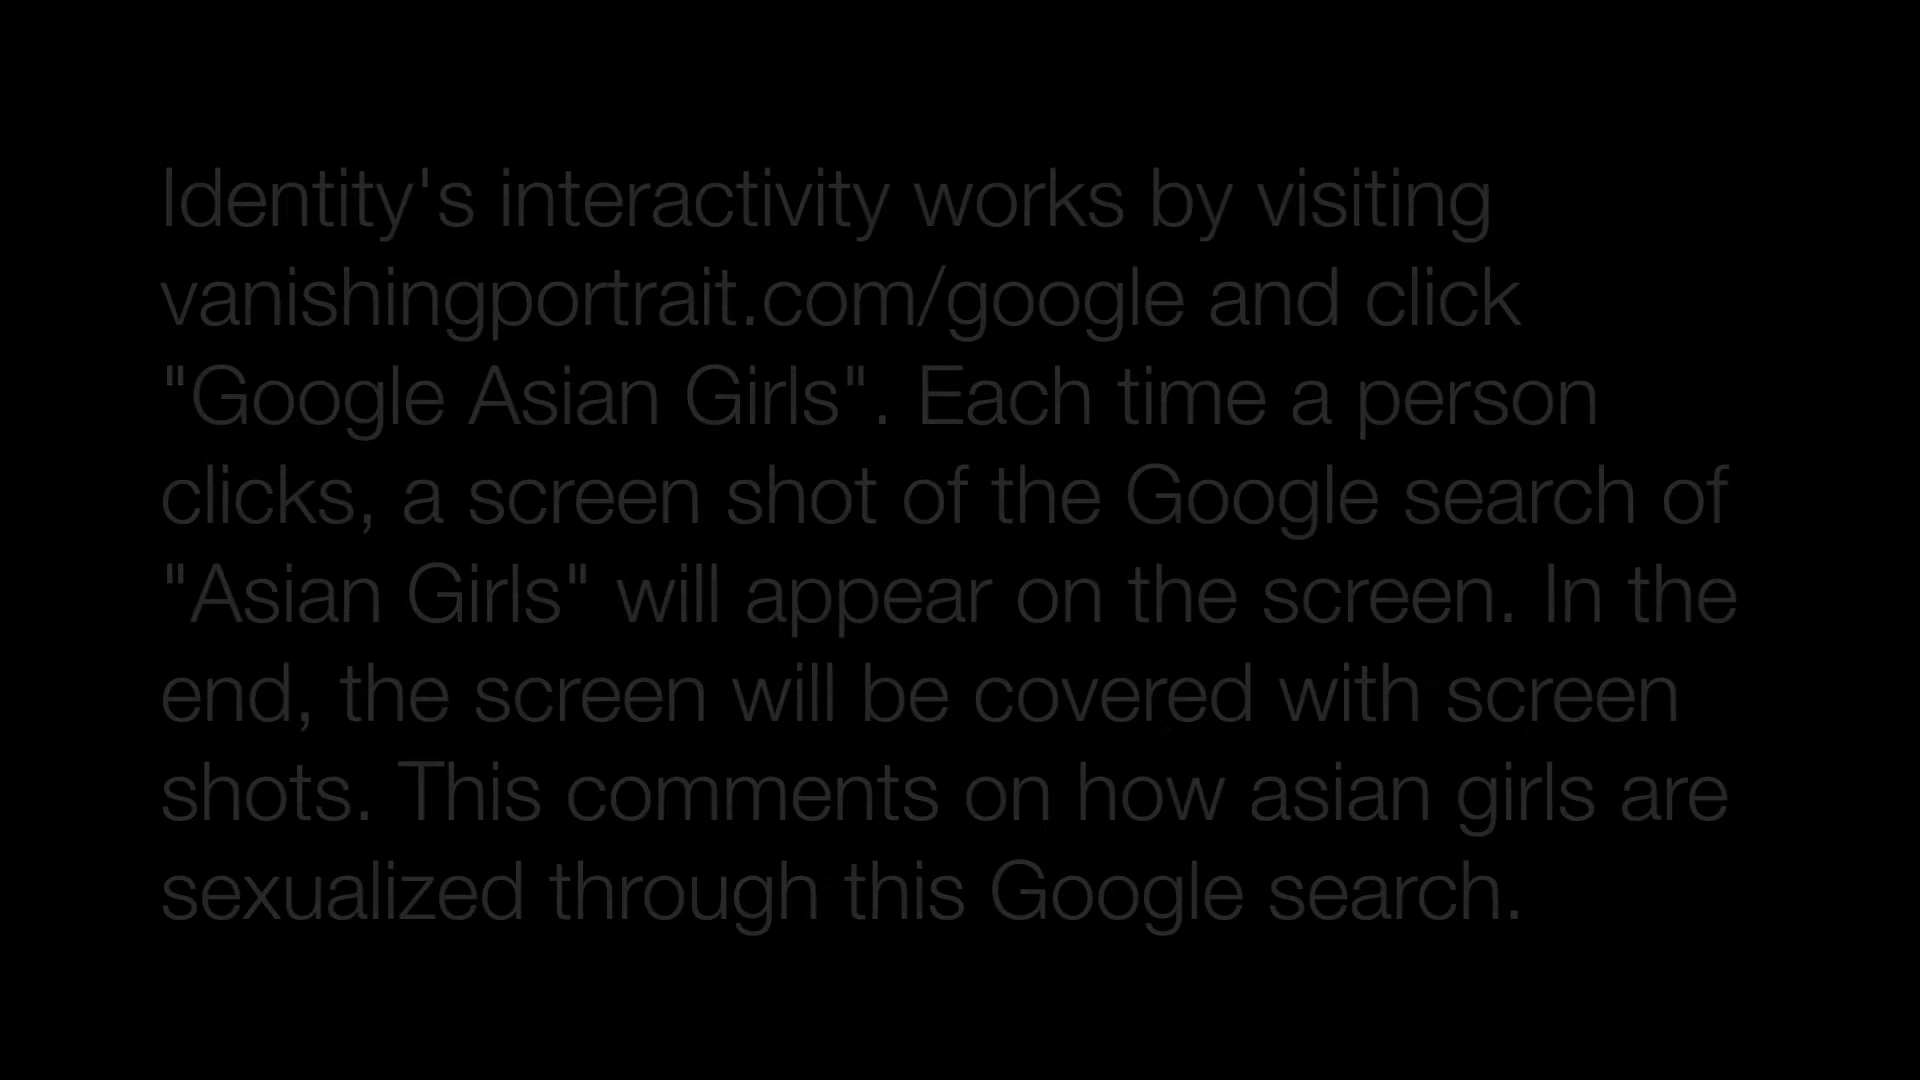 Identity's interactivity works by visiting
vanishingportrait.com/google and click
"Google Asian Girls". Each time a person
clicks, a screen shot of the Google search of
"Asian Girls" will appear on the screen. In the
end, the screen will be covered with screen
shots. This comments on how asian girls are
sexualized through this Google search.